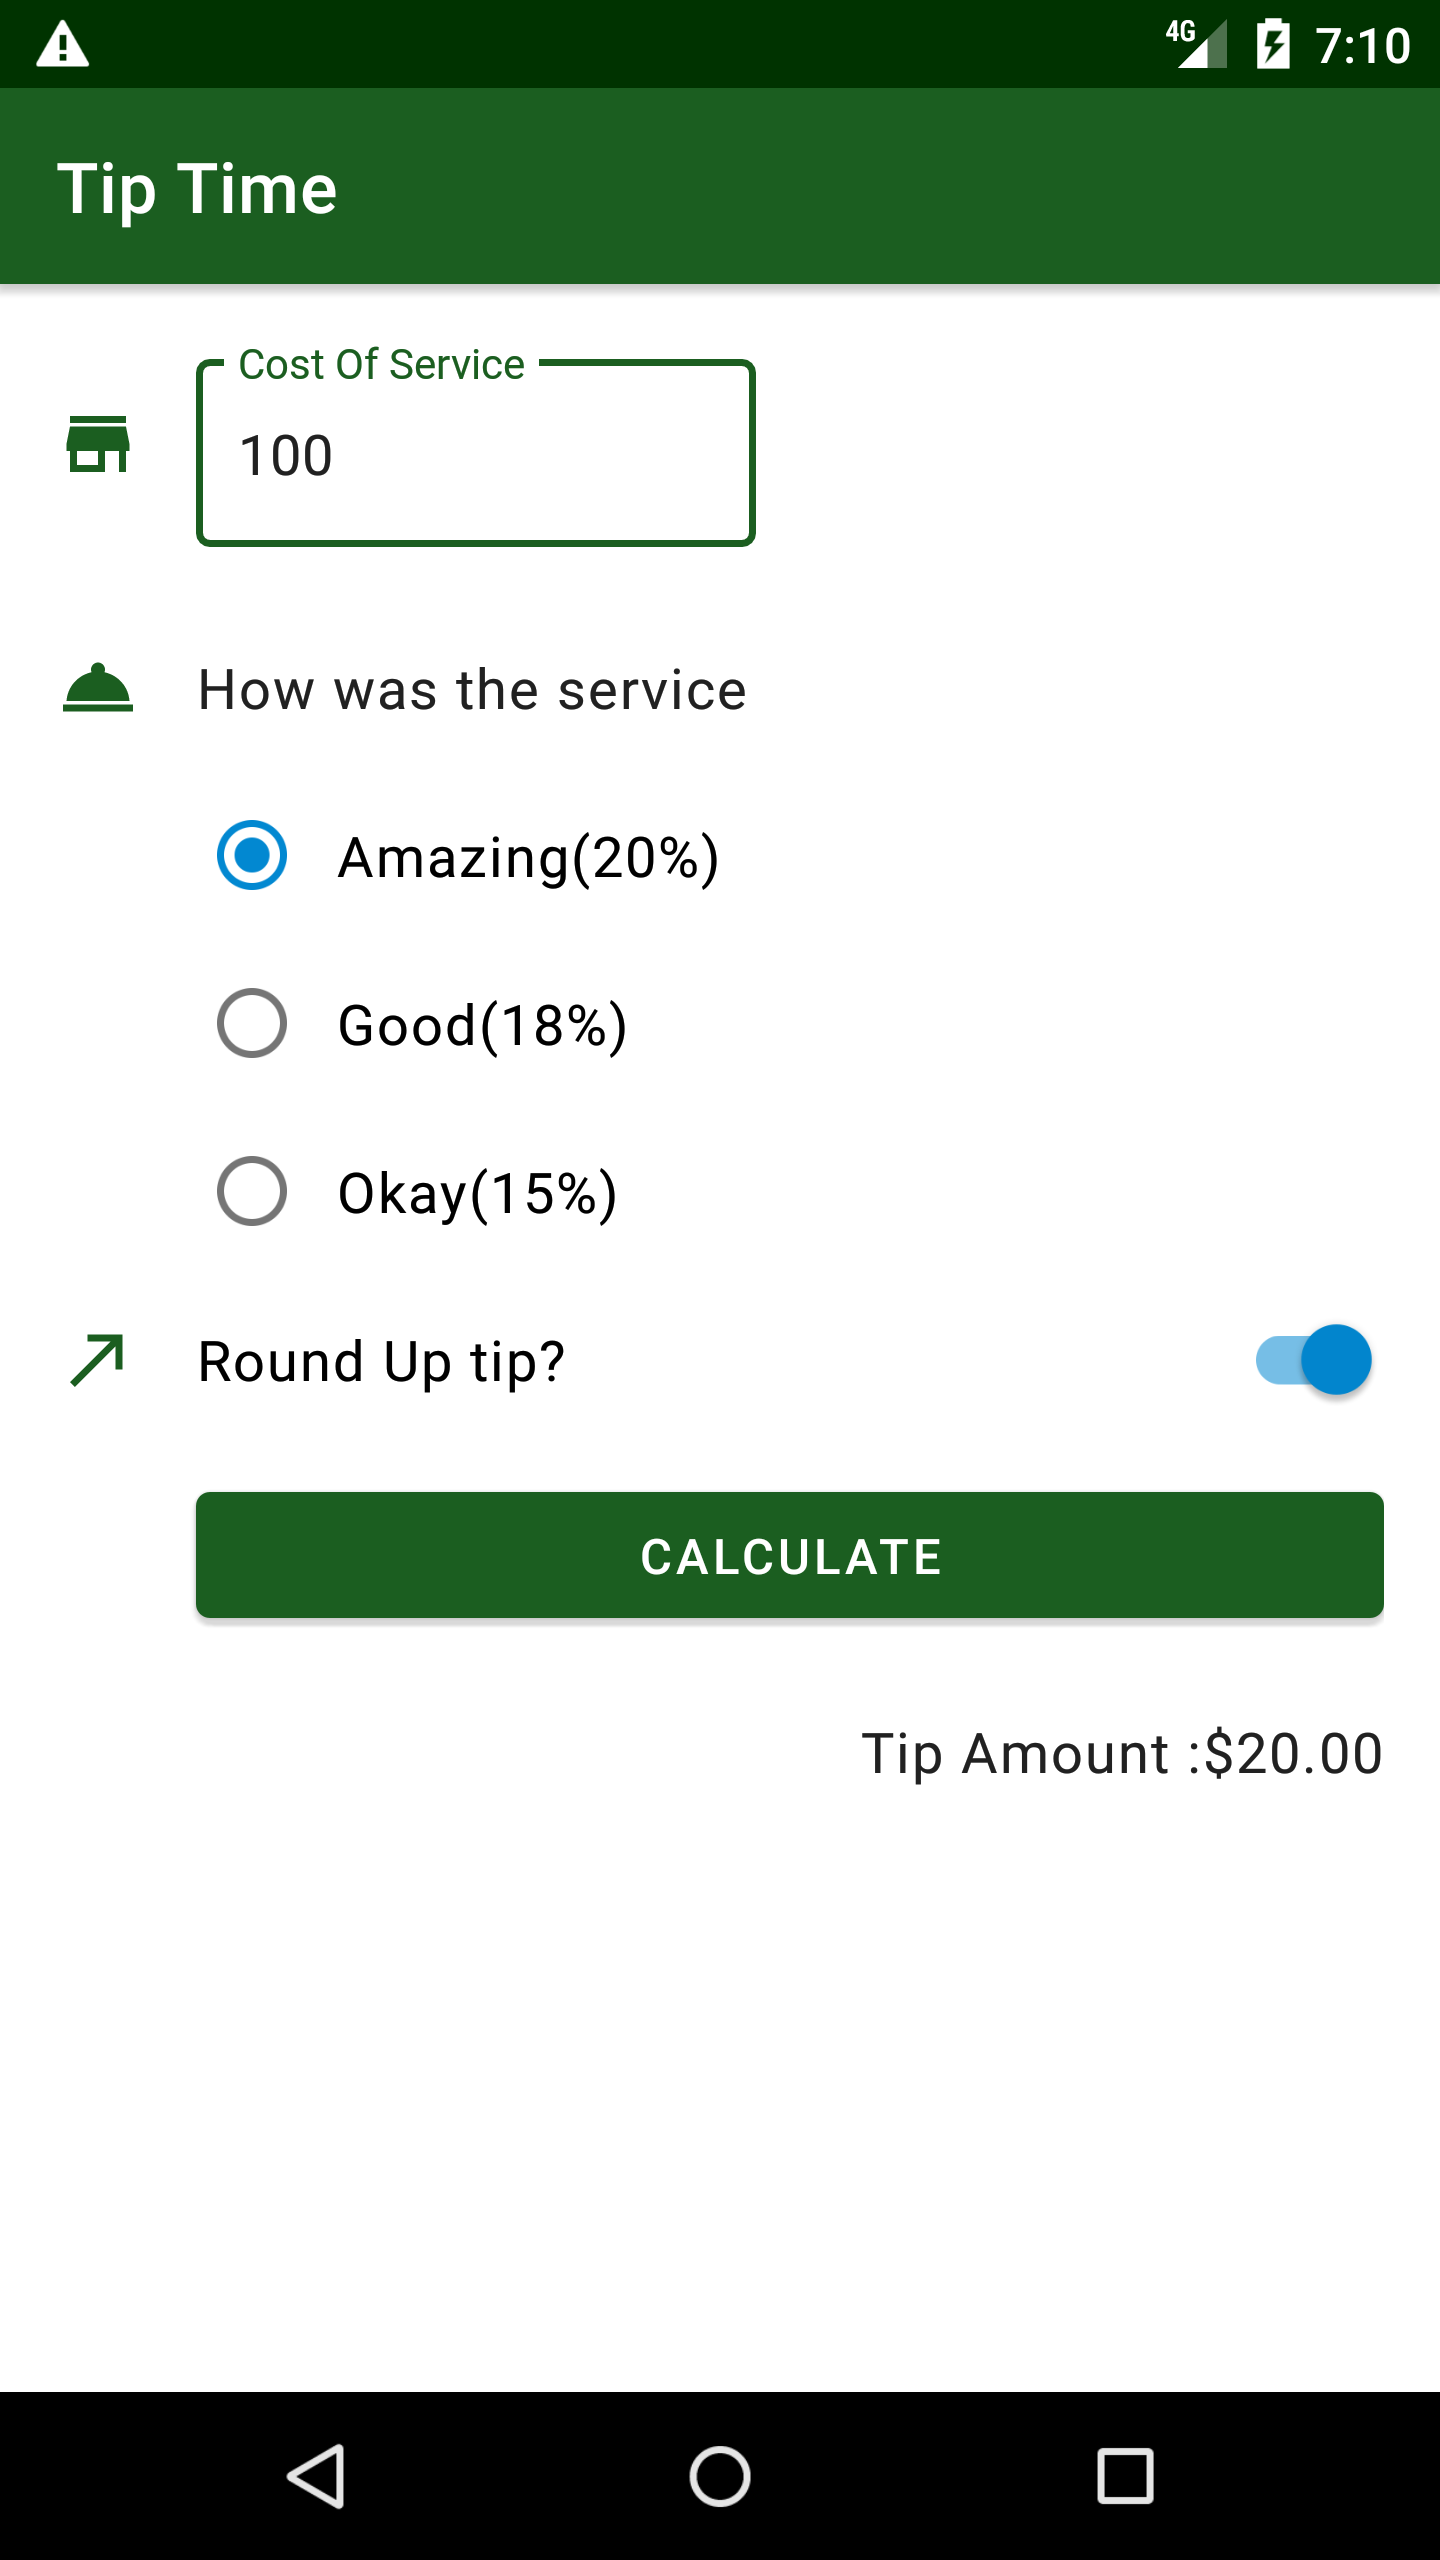 4G 7:10
Tip Time
Cost Of Service
100
How was the service
Amazing(20%)
Good(18%)
Okay(15%)
Round Up tip?
CALCULATE
Tip Amount :$20.00